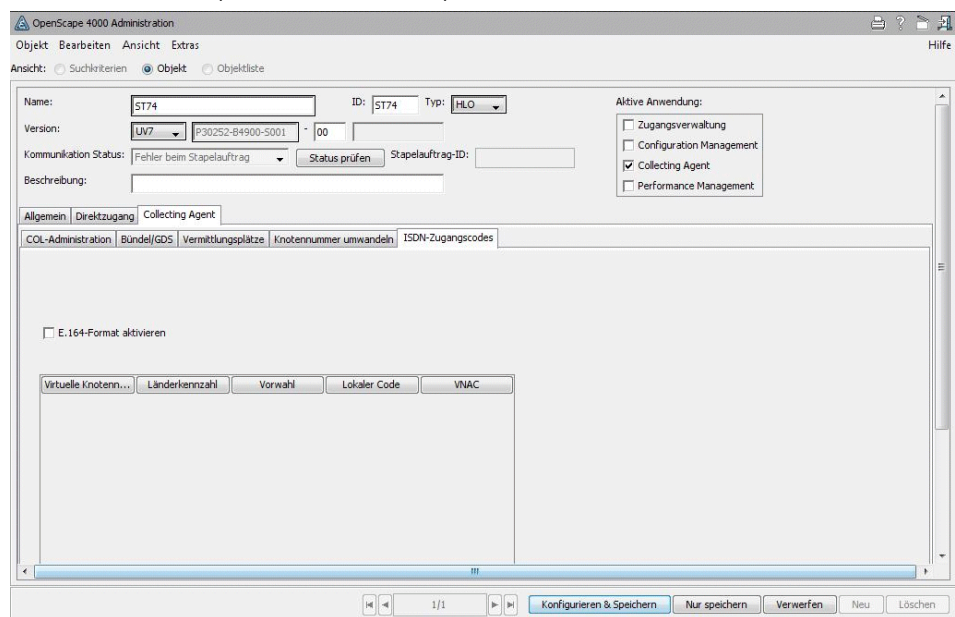 OpenScape 4000 Administration
Objekt Bearbeiten Ansicht Extras Hilfe
Ansicht: Suchkriterien Objekt Objektliste
Name: ST74 ID: ST74 Typ: HLO
Aktive Anwendung:
Zugangsverwaltung
Configuration Management
Collecting Agent
Performance Management
Version: UV7 P30252-B4900-S001 - 00
Kommunikation Status: Fehler beim Stapelauftrag Status prüfen Stapelauftrag-ID:
Beschreibung:
Allgemein Direktzugang Collecting Agent
COL-Administration Bündel/GDS Vermittlungsplätze Knotennummer umwandeln ISDN-Zugangscodes
E.164-Format aktivieren
Virtuelle Knotenn... Länderkennzahl Vorwahl Lokaler Code VNAC
1/1 Konfigurieren & Speichern Nur speichern Verwerfen Neu Löschen